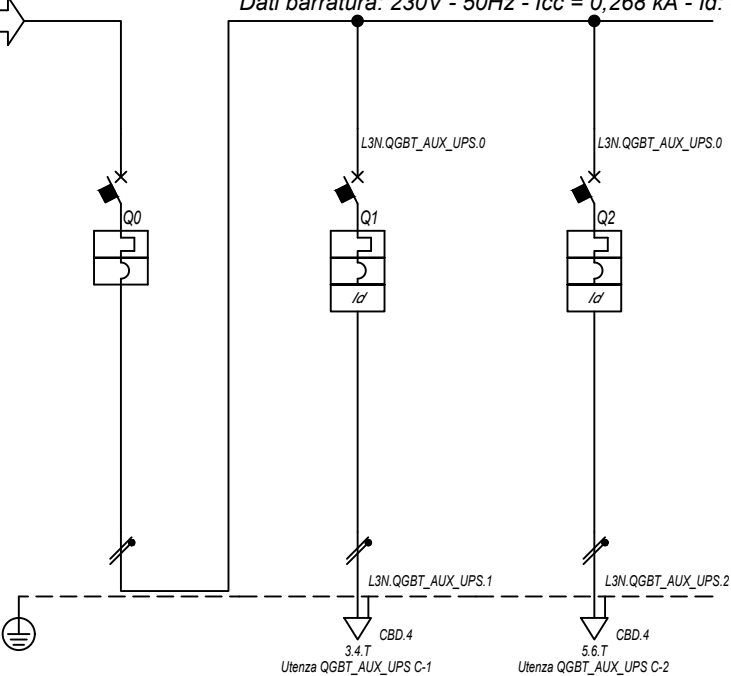 Dati barratura: 230V - 50Hz - Icc = 0,268 kA - Id:
L3N.QGBT_AUX_UPS.0
L3N.QGBT_AUX_UPS.0
Q0
Q1
Q2
Id
Id
L3N.QGBT_AUX_UPS.1
L3N.QGBT_AUX_UPS.2
CBD.4
CBD.4
3.4.T
5.6.T
Utenza QGBT_AUX_UPS C-1
Utenza QGBT_AUX_UPS C-2